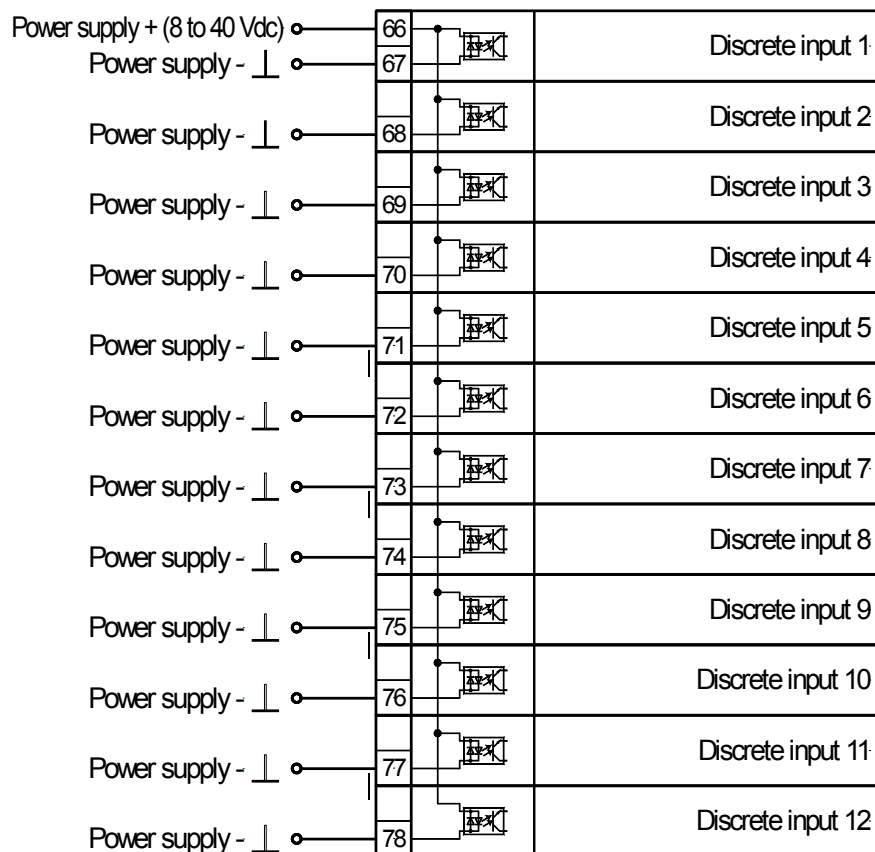 Power supply + (8 to 40 Vdc) 66 Discrete input 1
Power supply - 67
Power supply - 68 Discrete input 2
Power supply - 69 Discrete input 3
Power supply - 70 Discrete input 4
Power supply - 71 Discrete input 5
Power supply - 72 Discrete input 6
Power supply - 73 Discrete input 7
Power supply - 74 Discrete input 8
Power supply - 75 Discrete input 9
Power supply - 76 Discrete input 10
Power supply - 77 Discrete input 11
Power supply - 78 Discrete input 12